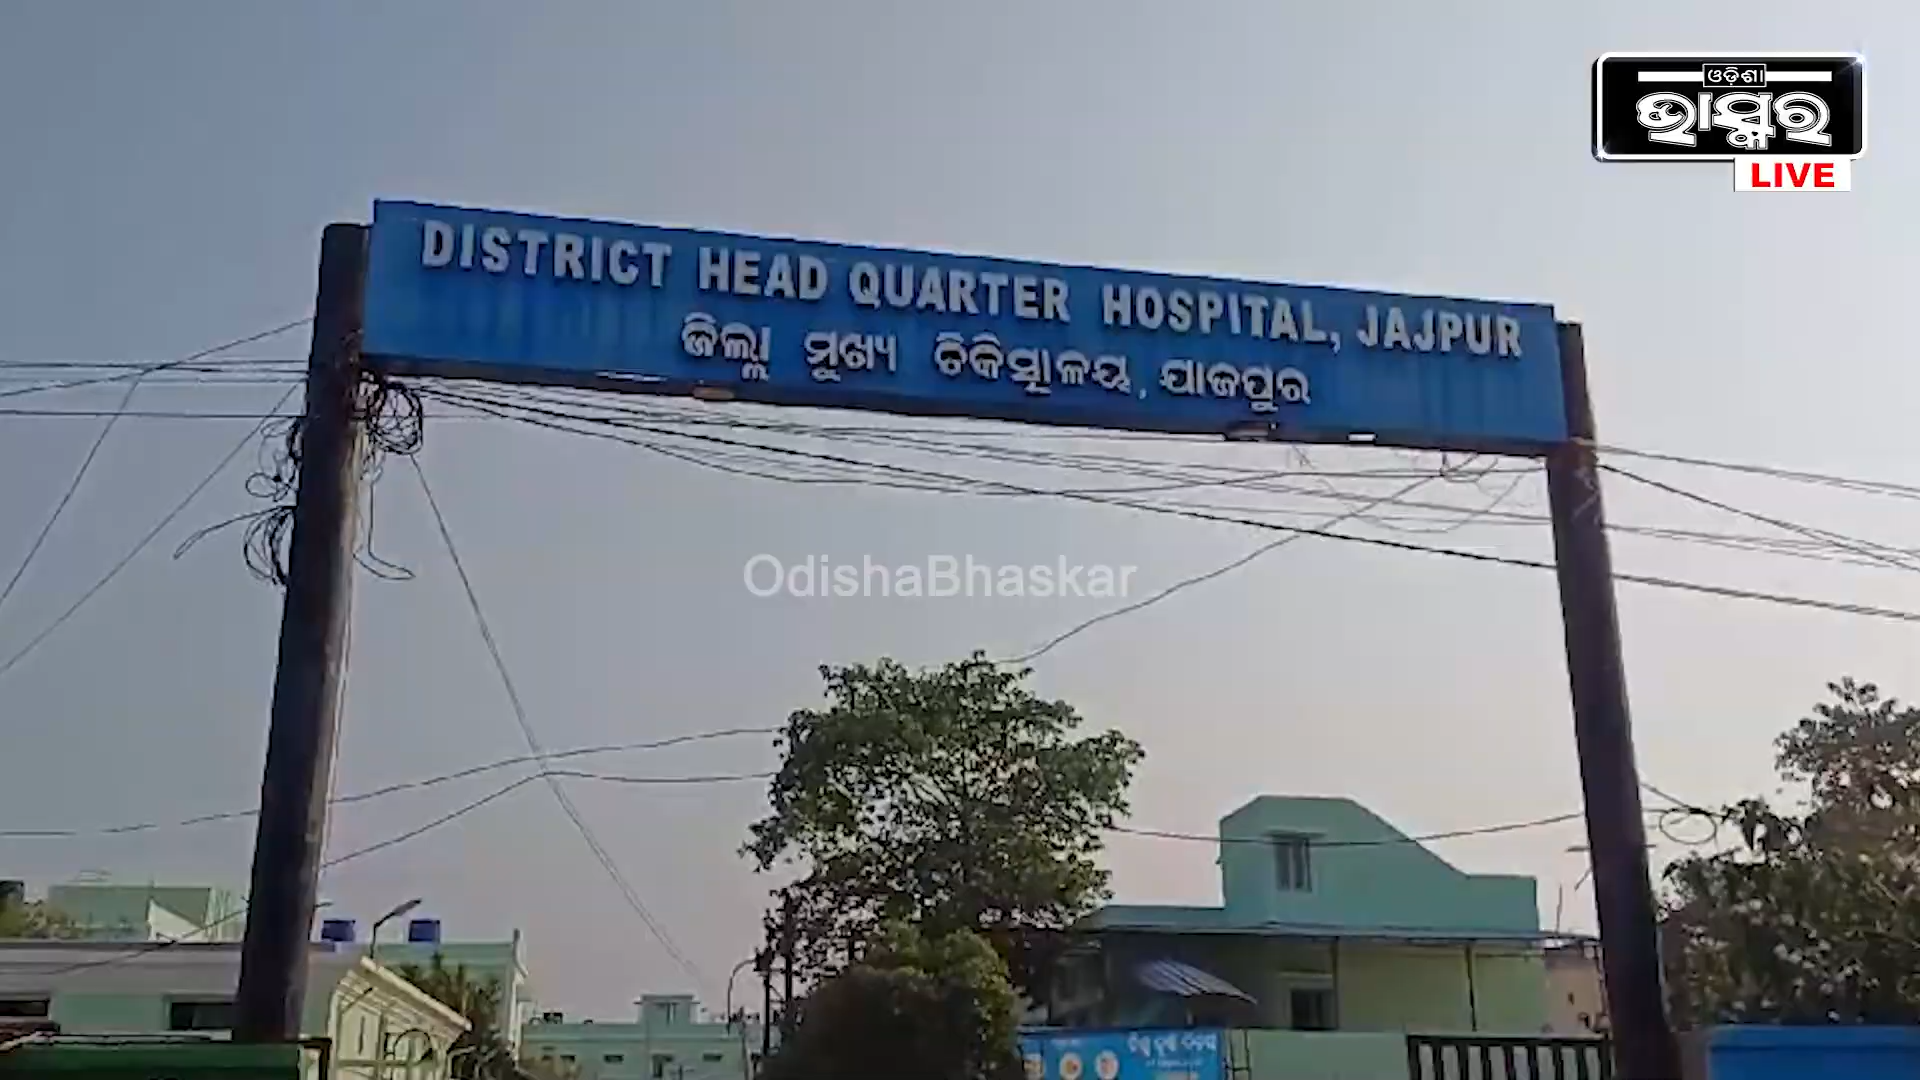 ଓଡ଼ିଶା
ଭାସ୍କର
LIVE
DISTRICT HEAD QUARTER HOSPITAL, JAJPUR
ଜିଲ୍ଲା ମୁଖ୍ୟ ଚିକିତ୍ସାଳୟ, ଯାଜପୁର
OdishaBhaskar